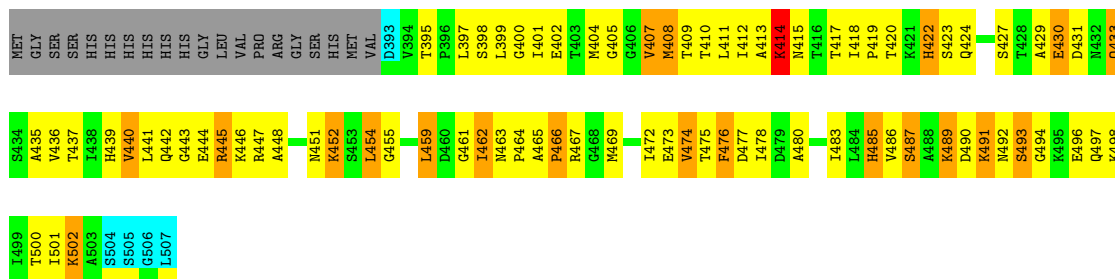 MET GLY SER SER HIS HIS HIS HIS HIS HIS GLY LEU VAL PRO ARG GLY SER HIS MET VAL D393 V394 T395 P396 L397 S398 L399 G400 I401 E402 T403 M404 G405 G406 V407 M408 T409 T410 L411 I412 A413 K414 N415 T416 T417 I418 P419 T420 K421 H422 S423 Q424 S427 T428 A429 E430 D431 N432 Q433
S434 A435 V436 T437 I438 H439 V440 L441 Q442 G443 E444 R445 K446 R447 A448 N451 K452 S453 L454 G455 L459 D460 G461 I462 N463 P464 A465 P466 R467 G468 M469 I472 E473 V474 T475 F476 D477 I478 D479 A480 I483 L484 H485 V486 S487 A488 K489 D490 K491 N492 S493 G494 K495 E496 Q497 K498
I499 T500 I501 K502 A503 S504 S505 G506 L507